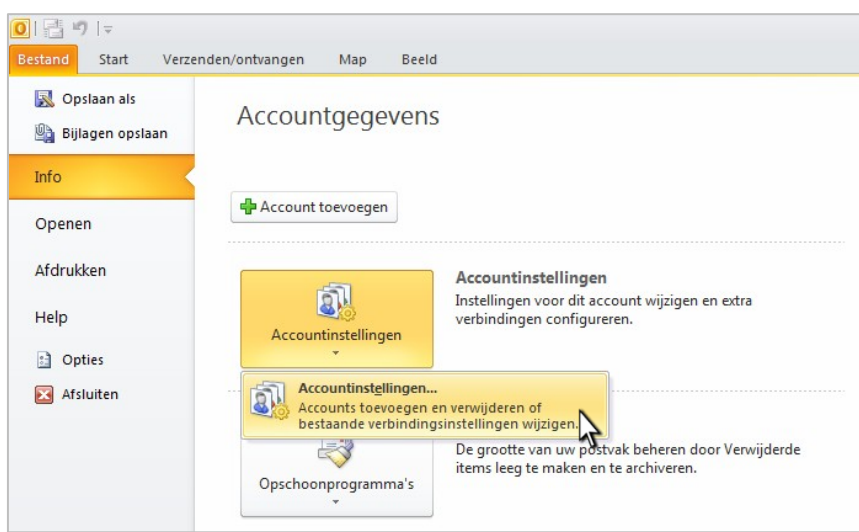 Bestand Start Verzenden/ontvangen Map Beeld
Opslaan als
Bijlagen opslaan
Info
Openen
Afdrukken
Help
Opties
Afsluiten
Accountgegevens
Account toevoegen
Accountinstellingen
Accountinstellingen
Instellingen voor dit account wijzigen en extra
verbindingen configureren.
Accountinstellingen...
Accounts toevoegen en verwijderen of
bestaande verbindingsinstellingen wijzigen.
Opschoonprogramma's
De grootte van uw postvak beheren door Verwijderde
items leeg te maken en te archiveren.